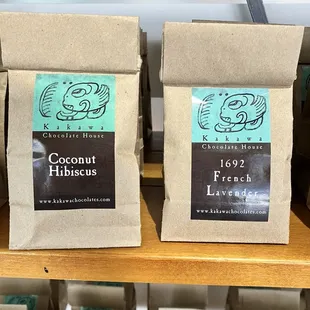 Kakawa
Chocolate House
Coconut
Hibiscus
www.kakawachocolates.com
Kakawa
Chocolate House
1692
French
Lavender
www.kakawachocolates.com